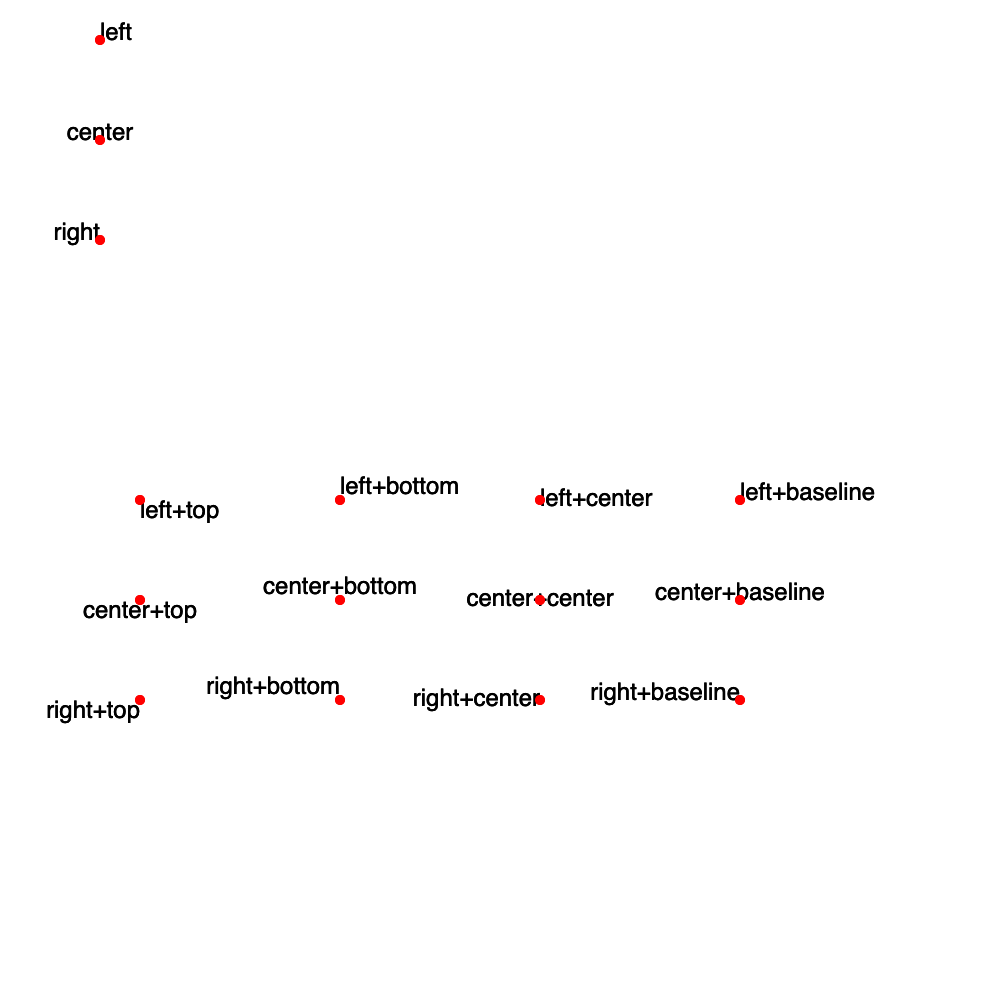 left
center
right
left+top left+bottom left+center left+baseline
center+top center+bottom center+center center+baseline
right+top right+bottom right+center right+baseline